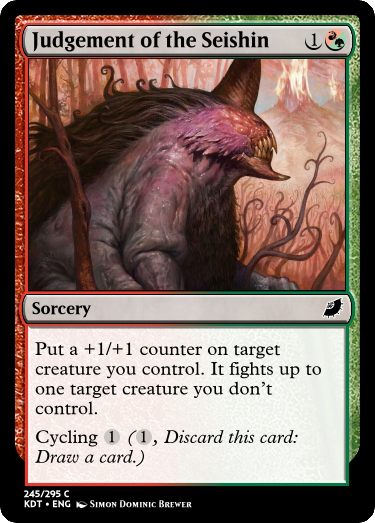 Judgement of the Seishin 1
Sorcery
Put a +1/+1 counter on target
creature you control. It fights up to
one target creature you don't
control.
Cycling 1 (1, Discard this card:
Draw a card.)
245/295 C
KDT • ENG Simon Dominic Brewer